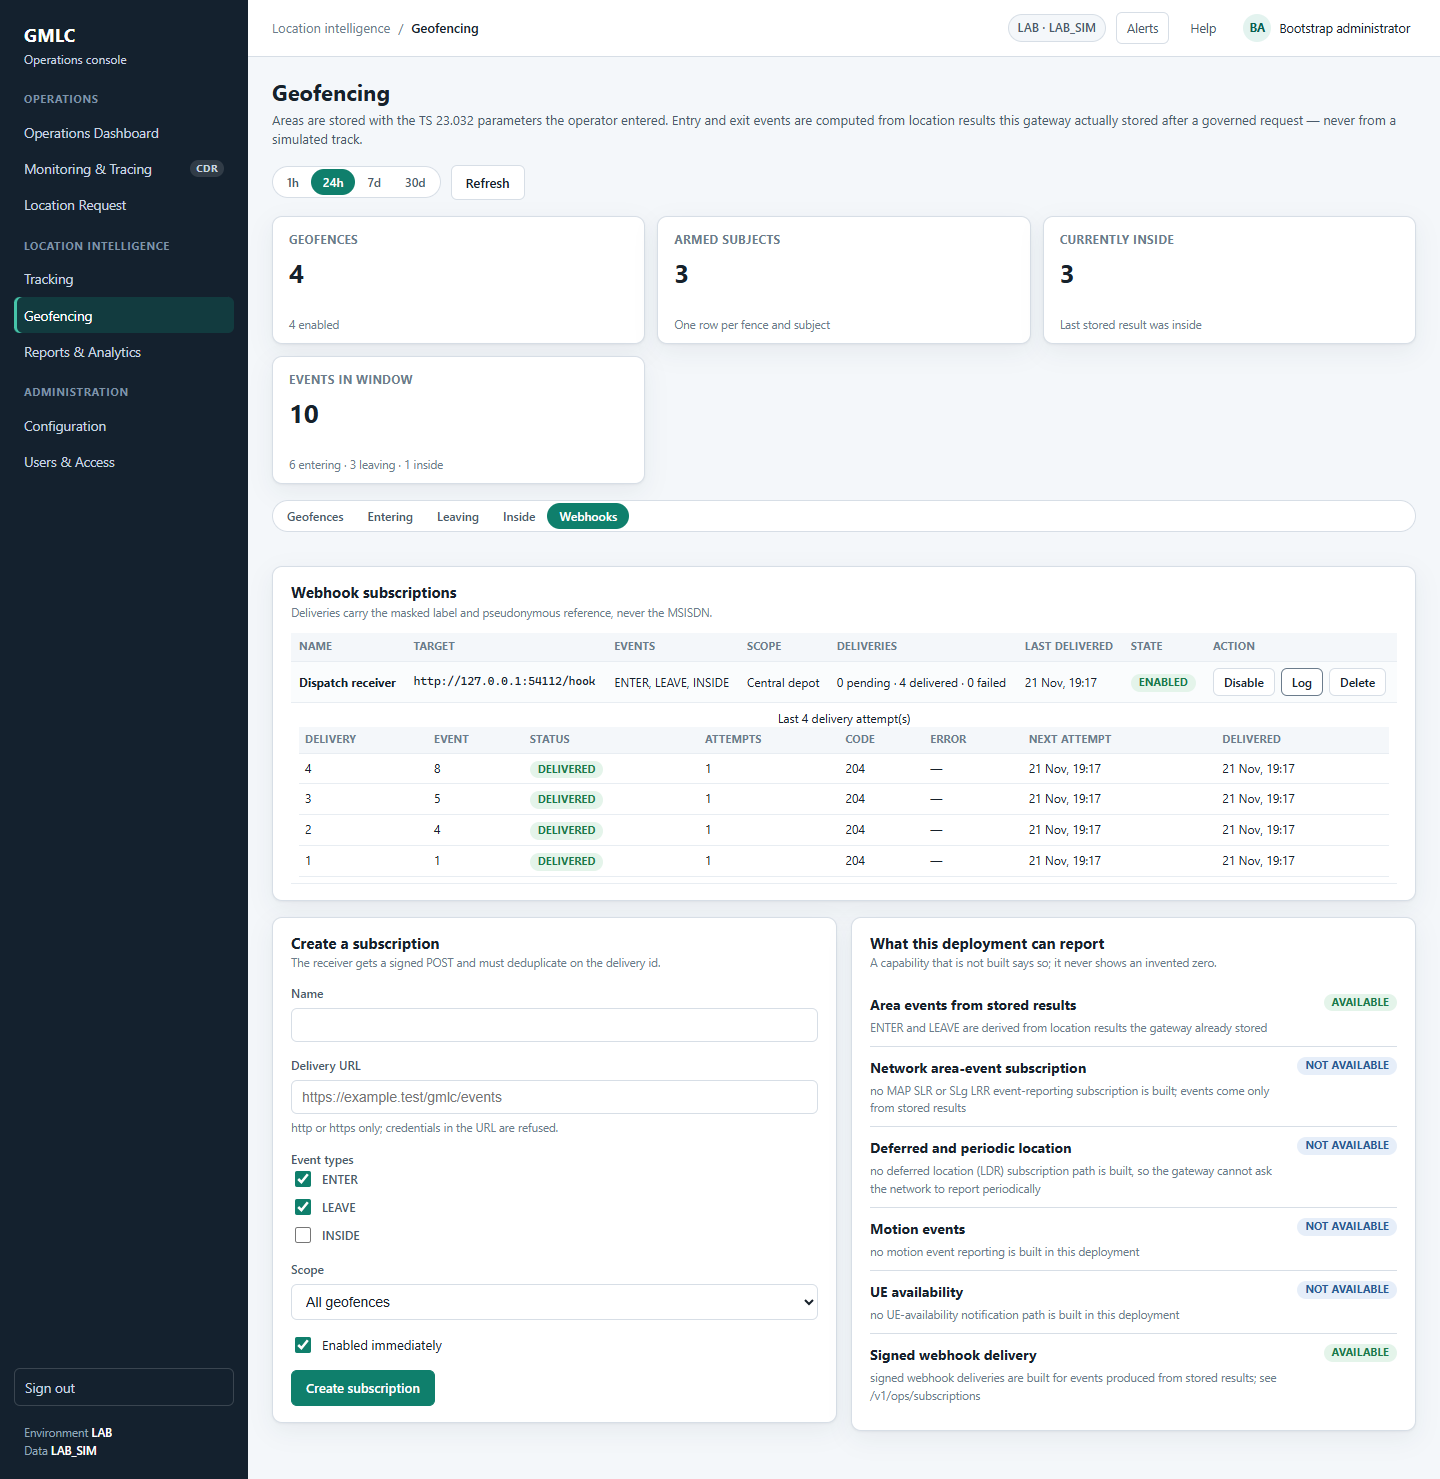 GMLC
Operations console
OPERATIONS
Operations Dashboard
Monitoring & Tracing CDR
Location Request
LOCATION INTELLIGENCE
Tracking
Geofencing
Reports & Analytics
ADMINISTRATION
Configuration
Users & Access
Sign out
Environment LAB
Data LAB_SIM
Location intelligence / Geofencing
LAB · LAB_SIM Alerts Help BA Bootstrap administrator
Geofencing
Areas are stored with the TS 23.032 parameters the operator entered. Entry and exit events are computed from location results this gateway actually stored after a governed request — never from a
simulated track.
1h 24h 7d 30d Refresh
GEOFENCES
4
4 enabled
ARMED SUBJECTS
3
One row per fence and subject
CURRENTLY INSIDE
3
Last stored result was inside
EVENTS IN WINDOW
10
6 entering · 3 leaving · 1 inside
Geofences Entering Leaving Inside Webhooks
Webhook subscriptions
Deliveries carry the masked label and pseudonymous reference, never the MSISDN.
NAME TARGET EVENTS SCOPE DELIVERIES LAST DELIVERED STATE ACTION
Dispatch receiver http://127.0.0.1:54112/hook ENTER, LEAVE, INSIDE Central depot 0 pending · 4 delivered · 0 failed 21 Nov, 19:17 ENABLED Disable Log Delete
Last 4 delivery attempt(s)
DELIVERY EVENT STATUS ATTEMPTS CODE ERROR NEXT ATTEMPT DELIVERED
4 8 DELIVERED 1 204 — 21 Nov, 19:17 21 Nov, 19:17
3 5 DELIVERED 1 204 — 21 Nov, 19:17 21 Nov, 19:17
2 4 DELIVERED 1 204 — 21 Nov, 19:17 21 Nov, 19:17
1 1 DELIVERED 1 204 — 21 Nov, 19:17 21 Nov, 19:17
Create a subscription
The receiver gets a signed POST and must deduplicate on the delivery id.
Name
Delivery URL
https://example.test/gmlc/events
http or https only; credentials in the URL are refused.
Event types
ENTER
LEAVE
INSIDE
Scope
All geofences
Enabled immediately
Create subscription
What this deployment can report
A capability that is not built says so; it never shows an invented zero.
Area events from stored results AVAILABLE
ENTER and LEAVE are derived from location results the gateway already stored
Network area-event subscription NOT AVAILABLE
no MAP SLR or SLg LRR event-reporting subscription is built; events come only
from stored results
Deferred and periodic location NOT AVAILABLE
no deferred location (LDR) subscription path is built, so the gateway cannot ask
the network to report periodically
Motion events NOT AVAILABLE
no motion event reporting is built in this deployment
UE availability NOT AVAILABLE
no UE-availability notification path is built in this deployment
Signed webhook delivery AVAILABLE
signed webhook deliveries are built for events produced from stored results; see
/v1/ops/subscriptions